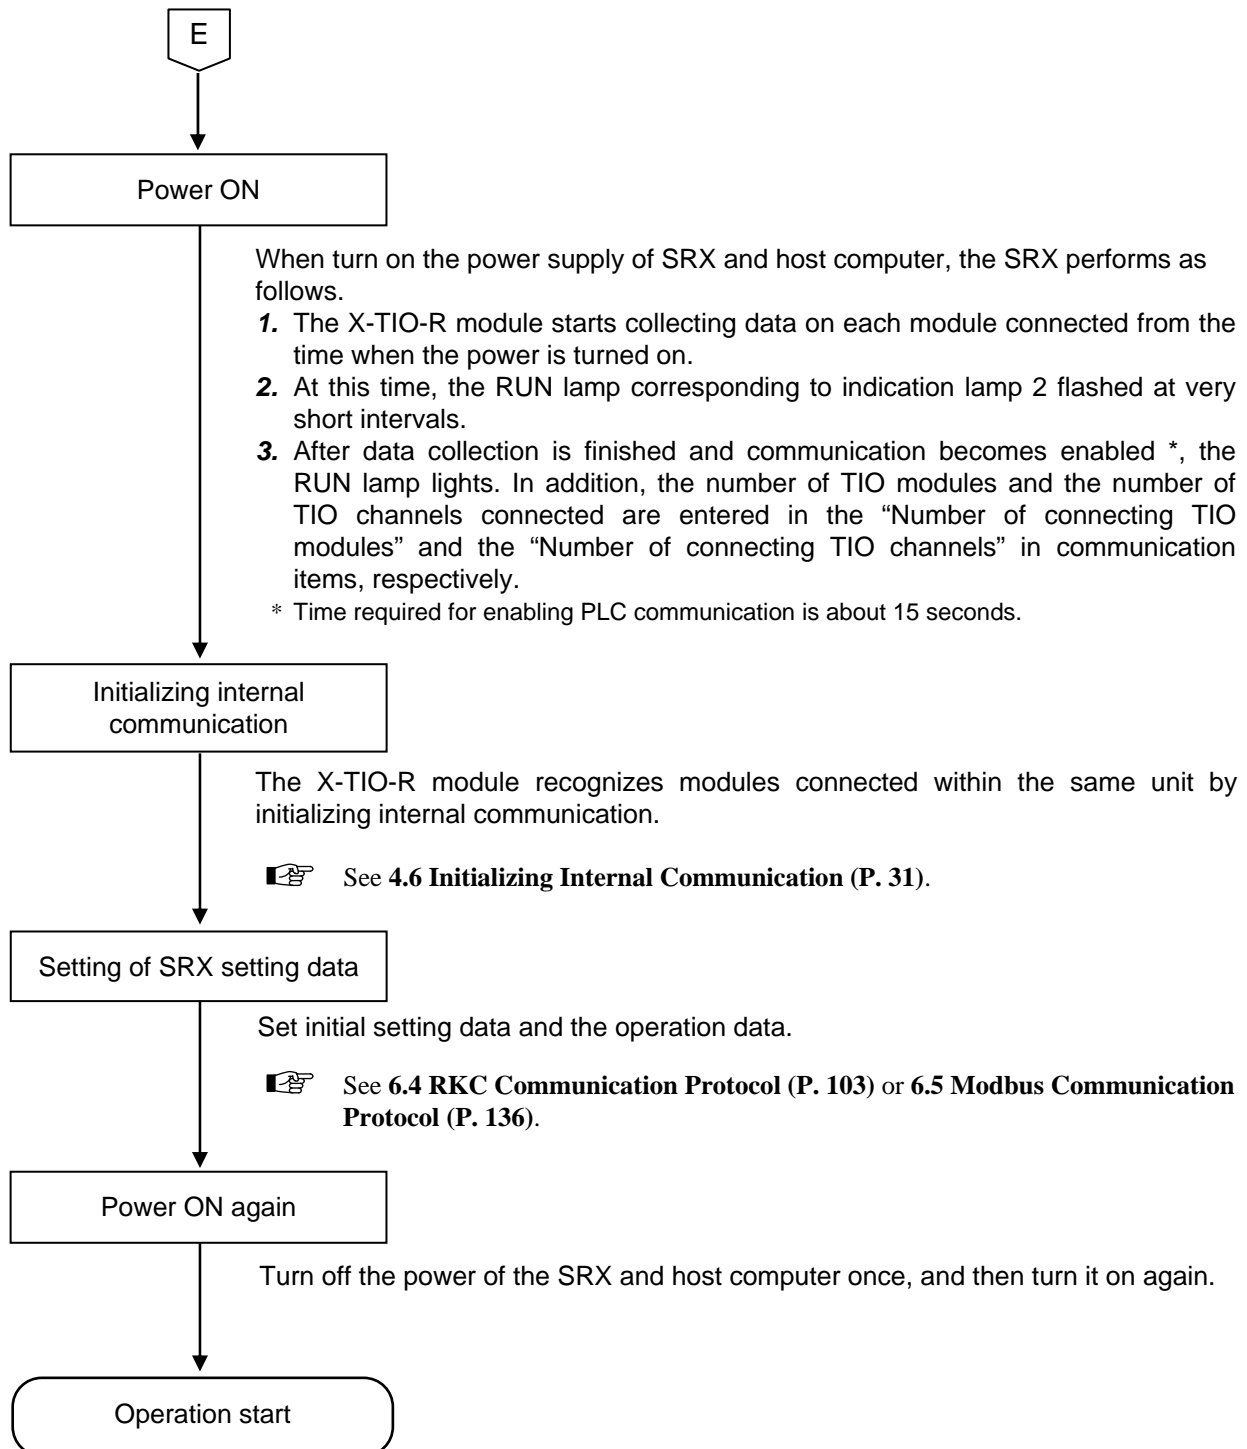 E
Power ON
When turn on the power supply of SRX and host computer, the SRX performs as
follows.
1. The X-TIO-R module starts collecting data on each module connected from the
time when the power is turned on.
2. At this time, the RUN lamp corresponding to indication lamp 2 flashed at very
short intervals.
3. After data collection is finished and communication becomes enabled *, the
RUN lamp lights. In addition, the number of TIO modules and the number of
TIO channels connected are entered in the “Number of connecting TIO
modules” and the “Number of connecting TIO channels” in communication
items, respectively.
* Time required for enabling PLC communication is about 15 seconds.
Initializing internal
communication
The X-TIO-R module recognizes modules connected within the same unit by
initializing internal communication.
See 4.6 Initializing Internal Communication (P. 31).
Setting of SRX setting data
Set initial setting data and the operation data.
See 6.4 RKC Communication Protocol (P. 103) or 6.5 Modbus Communication
Protocol (P. 136).
Power ON again
Turn off the power of the SRX and host computer once, and then turn it on again.
Operation start